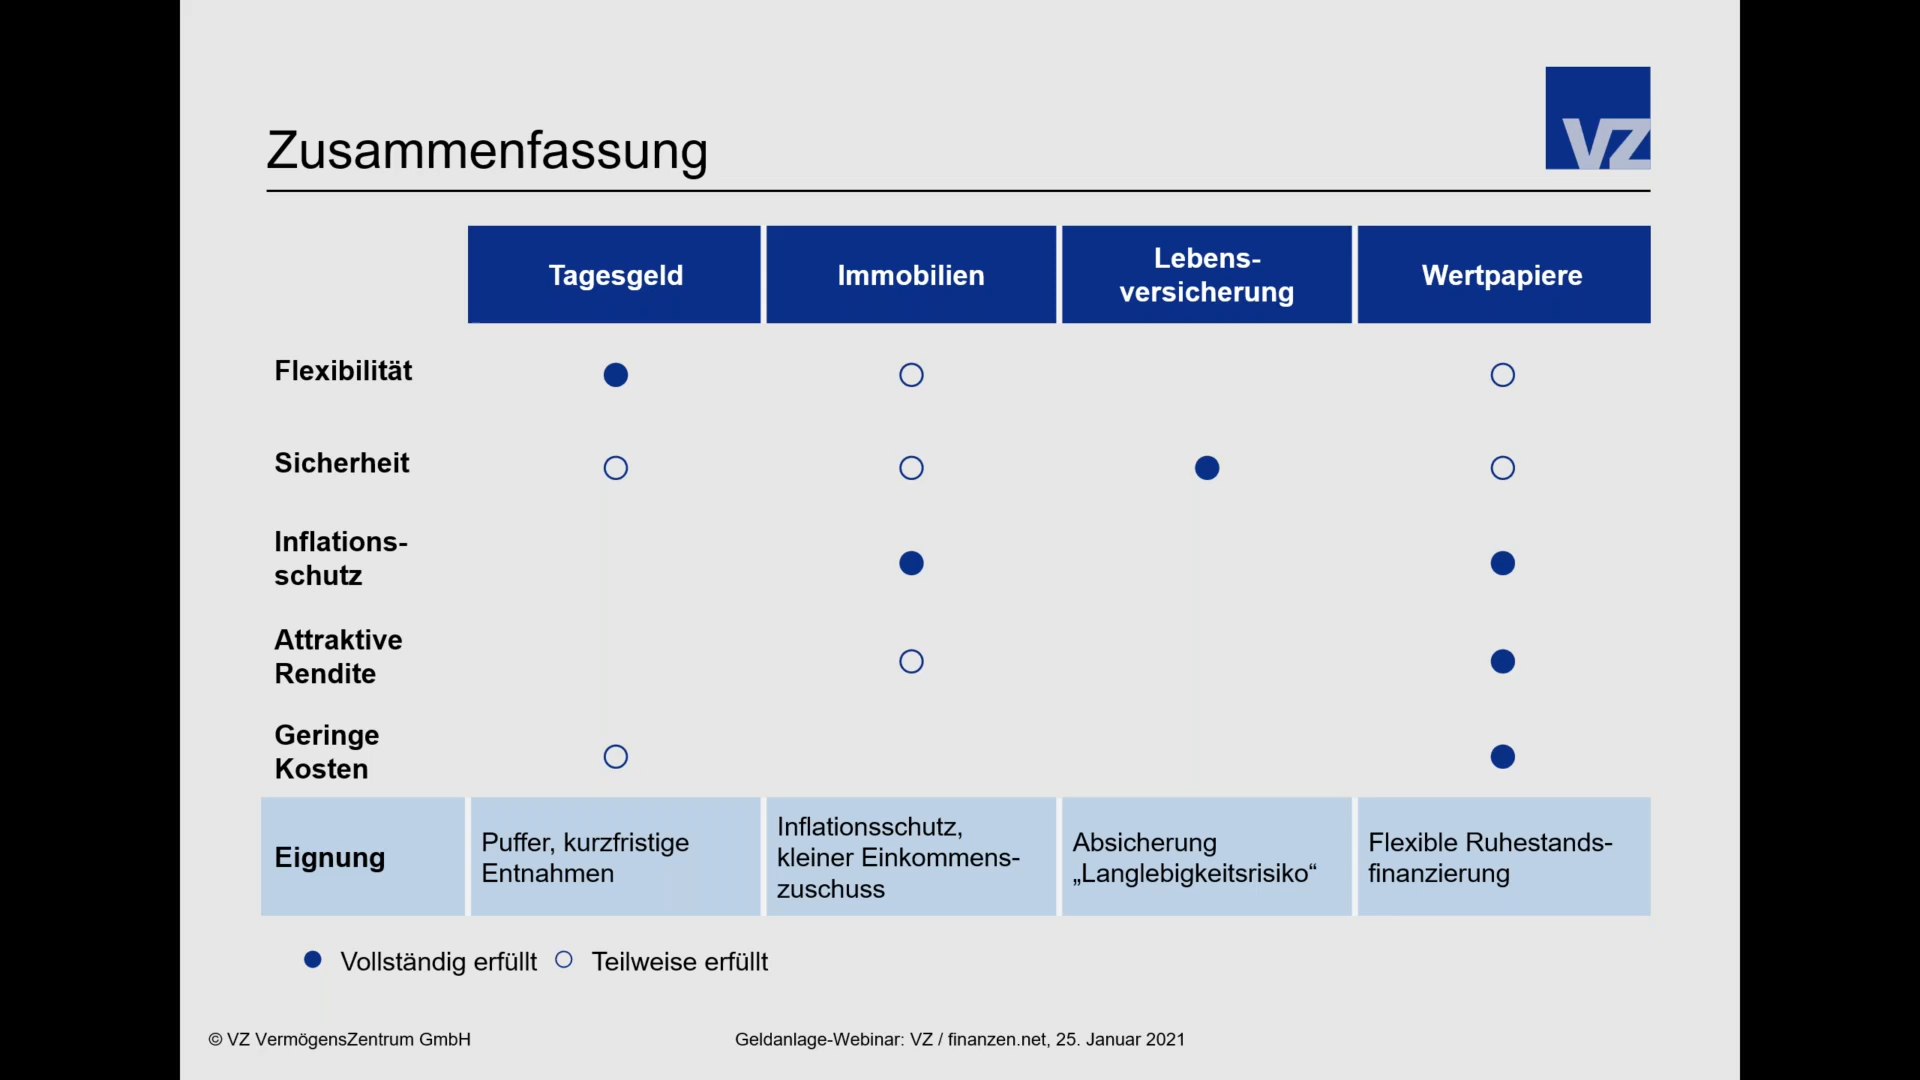 Zusammenfassung
VZ
Tagesgeld
Immobilien
Lebens-
versicherung
Wertpapiere
Flexibilität
Sicherheit
Inflations-
schutz
Attraktive
Rendite
Geringe
Kosten
Eignung
Puffer, kurzfristige
Entnahmen
Inflationsschutz,
kleiner Einkommens-
zuschuss
Absicherung
„Langlebigkeitsrisiko“
Flexible Ruhestands-
finanzierung
Vollständig erfüllt
Teilweise erfüllt
© VZ VermögensZentrum GmbH
Geldanlage-Webinar: VZ / finanzen.net, 25. Januar 2021